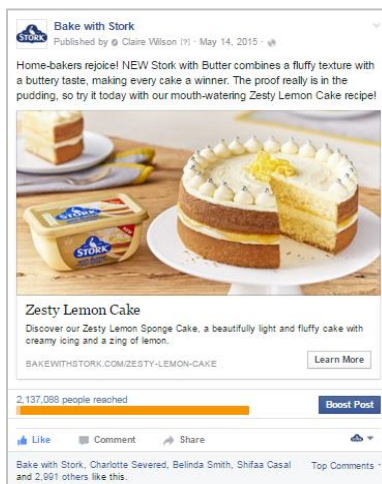 Bake with Stork
Published by Claire Wilson [?] · May 14, 2015 ·
Home-bakers rejoice! NEW Stork with Butter combines a fluffy texture with
a buttery taste, making every cake a winner. The proof really is in the
pudding, so try it today with our mouth-watering Zesty Lemon Cake recipe!
STORK
STORK
STORK
Zesty Lemon Cake
Discover our Zesty Lemon Sponge Cake, a beautifully light and fluffy cake with
creamy icing and a zing of lemon.
BAKEWITHSTORK.COM/ZESTY-LEMON-CAKE
Learn More
2,137,088 people reached
Boost Post
Like Comment Share
Bake with Stork, Charlotte Severed, Belinda Smith, Shifaa Casal
and 2,991 others like this.
Top Comments